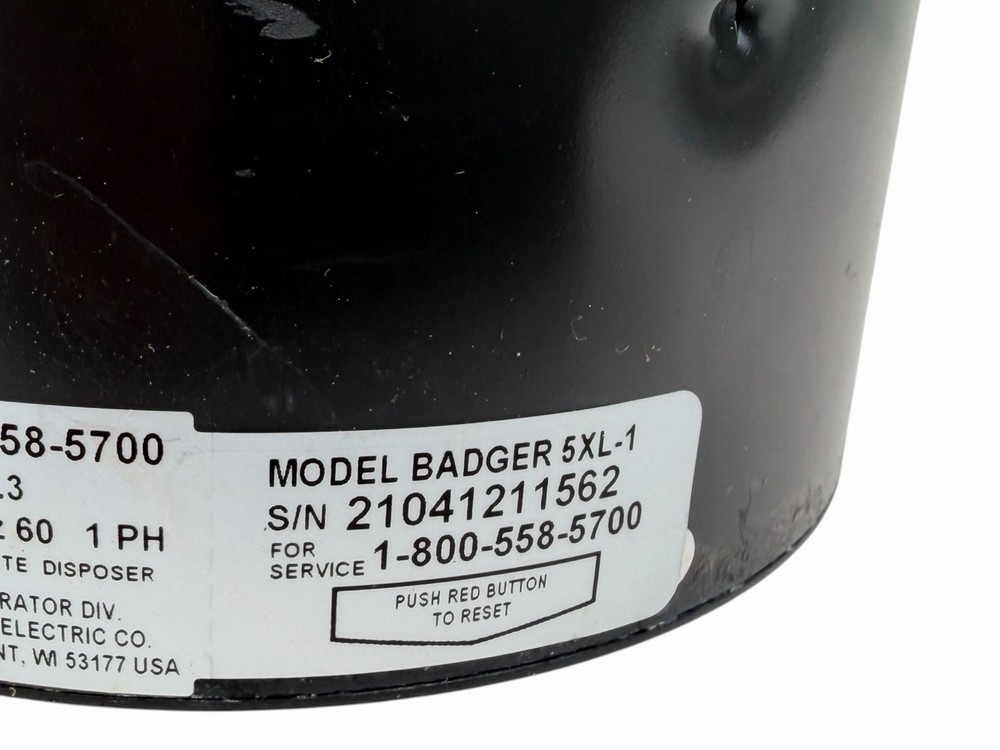 58-5700
.3
z 60 1 PH
TE DISPOSER
RATOR DIV.
ELECTRIC CO.
NT, WI 53177 USA
MODEL BADGER 5XL-1
S/N 21041211562
FOR SERVICE 1-800-558-5700
PUSH RED BUTTON
TO RESET